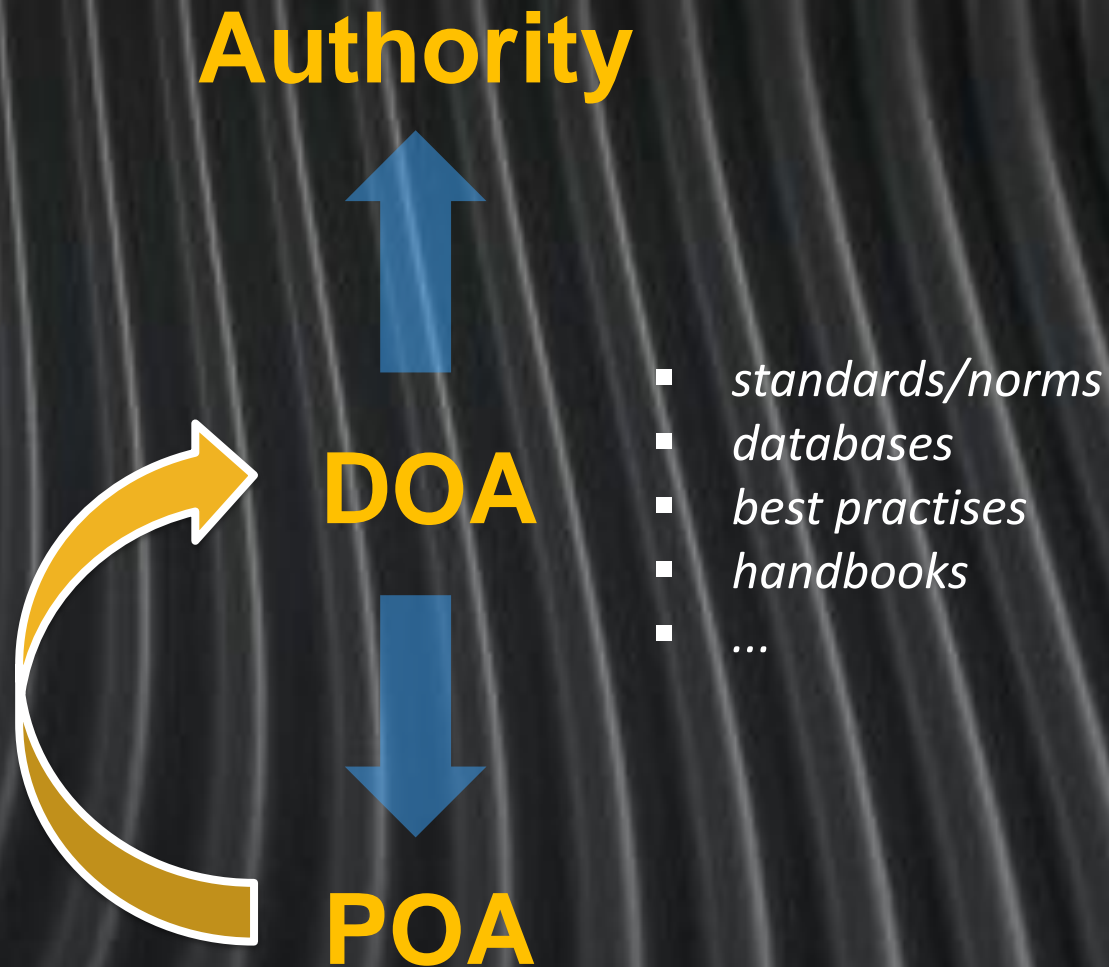 Authority
DOA
▪ standards/norms
▪ databases
▪ best practises
▪ handbooks
▪ ...
POA